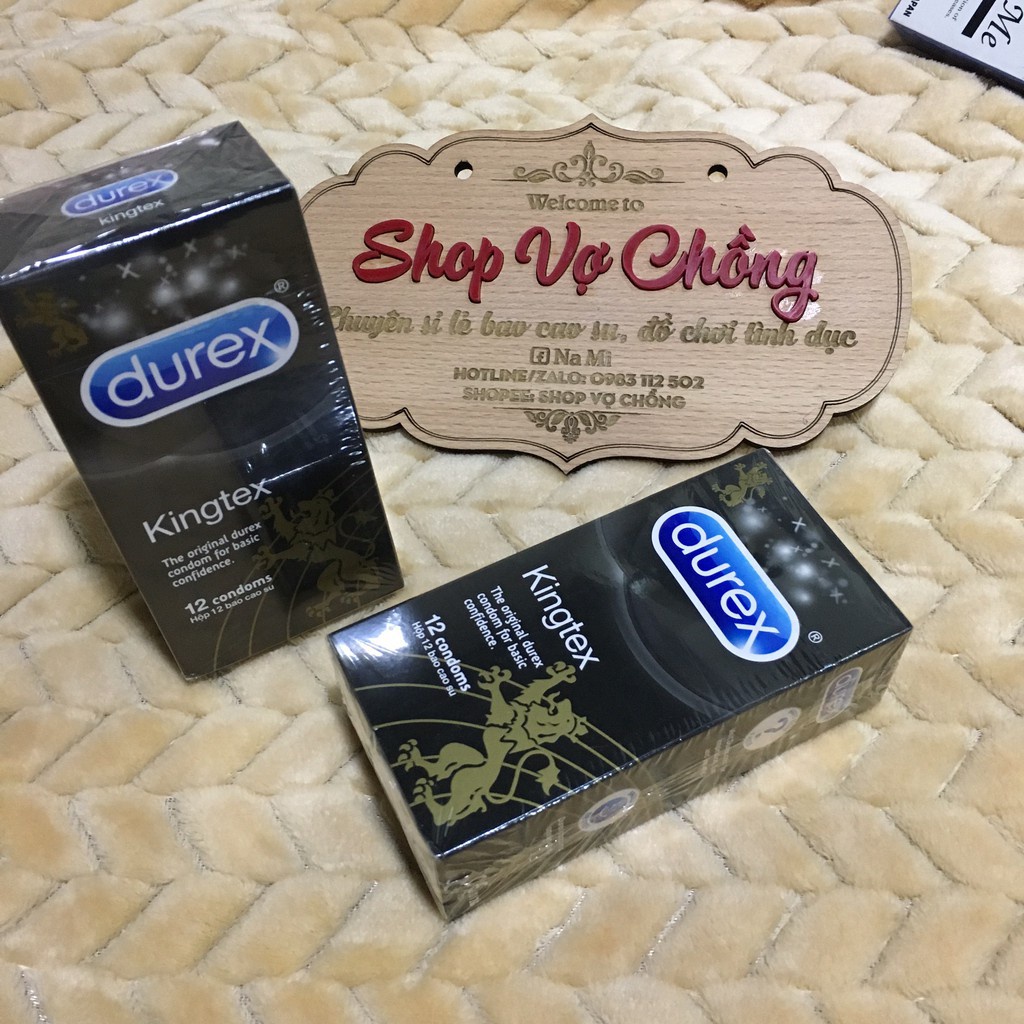 Me
PAN
Welcome to
Shop Vợ Chồng
Chuyên sỉ lẻ bao cao su, đồ chơi tình dục
Na Mi
HOTLINE/ZALO: 0983 112 502
SHOPEE: SHOP VỢ CHỒNG
durex
kingtex
durex®
Kingtex
The original durex
condom for basic
confidence.
12 condoms
Hộp 12 bao cao su
durex®
Kingtex
The original durex
condom for basic
confidence.
12 condoms
Hộp 12 bao cao su